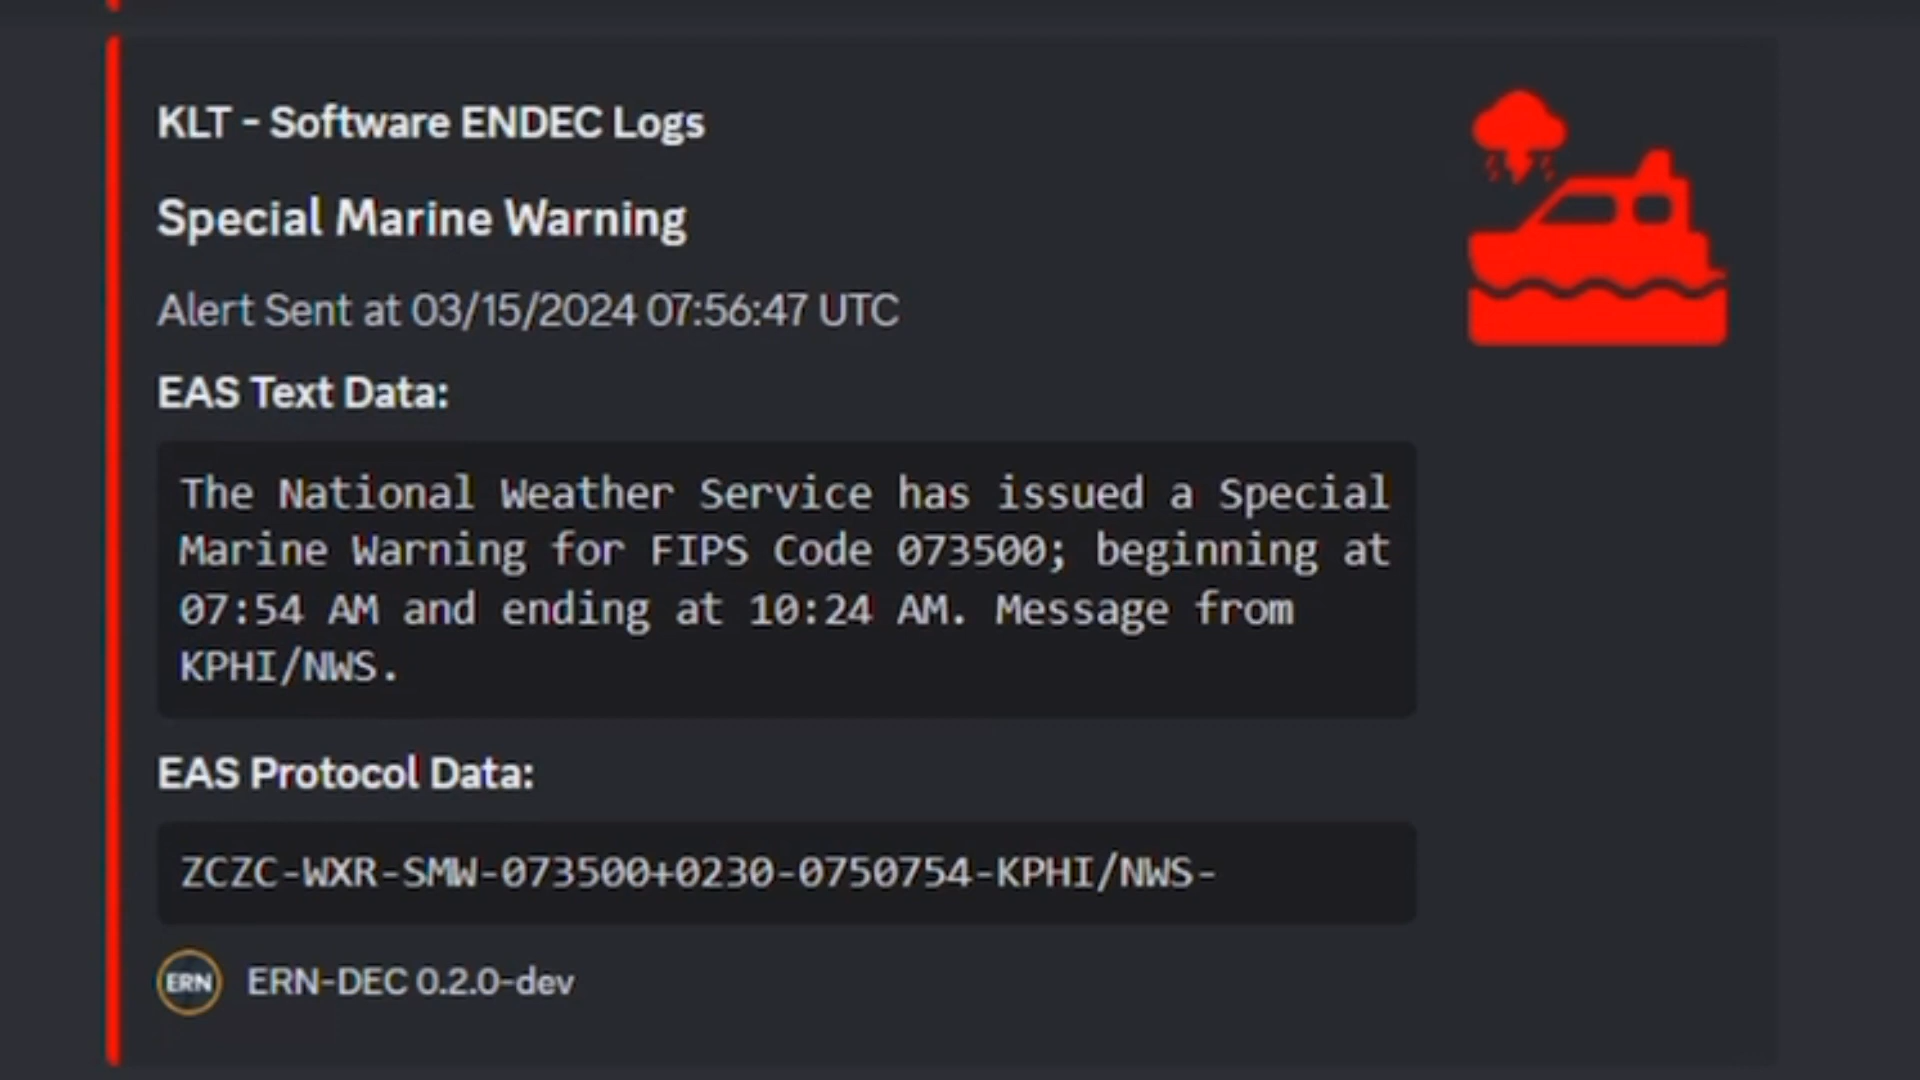 KLT - Software ENDEC Logs
Special Marine Warning
Alert Sent at 03/15/2024 07:56:47 UTC
EAS Text Data:
The National Weather Service has issued a Special
Marine Warning for FIPS Code 073500; beginning at
07:54 AM and ending at 10:24 AM. Message from
KPHI/NWS.
EAS Protocol Data:
ZCZC-WXR-SMW-073500+0230-0750754-KPHI/NWS-
ERN ERN-DEC 0.2.0-dev